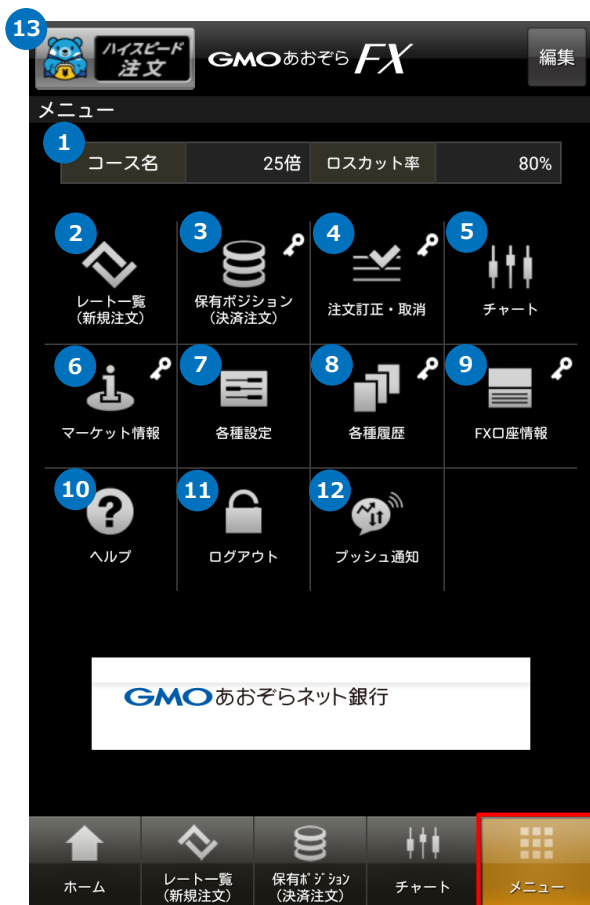 13
ハイスピード
注文
GMOあおぞら FX
編集
メニュー
1
コース名 25倍 ロスカット率 80%
2
レート一覧
(新規注文)
3
保有ポジション
(決済注文)
4
注文訂正・取消
5
チャート
6
マーケット情報
7
各種設定
8
各種履歴
9
FX口座情報
10
ヘルプ
11
ログアウト
12
プッシュ通知
GMOあおぞらネット銀行
ホーム
レート一覧
(新規注文)
保有ポジション
(決済注文)
チャート
メニュー